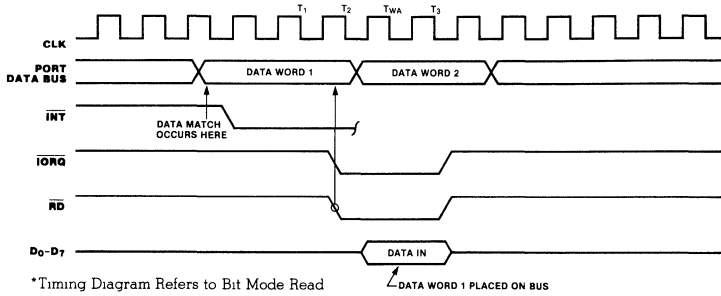 T1 T2 TWA T3
CLK
PORT
DATA BUS
DATA WORD 1 DATA WORD 2
INT
DATA MATCH
OCCURS HERE
IORQ
RD
D0-D7
DATA IN
*Timing Diagram Refers to Bit Mode Read
DATA WORD 1 PLACED ON BUS